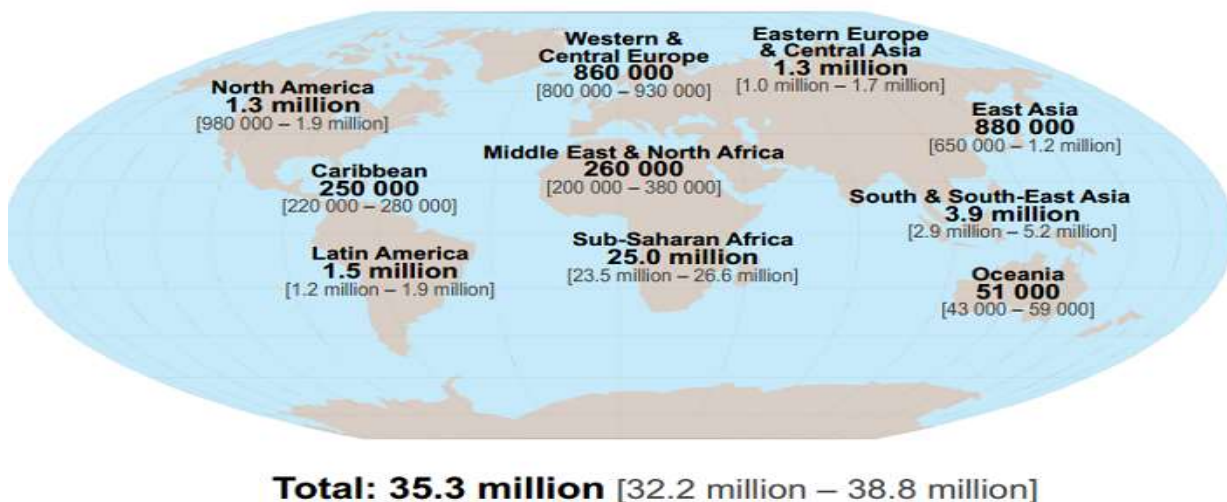 Western &
Central Europe
860 000
[800 000 – 930 000]
Eastern Europe
& Central Asia
1.3 million
[1.0 million – 1.7 million]
North America
1.3 million
[980 000 – 1.9 million]
East Asia
880 000
[650 000 – 1.2 million]
Middle East & North Africa
260 000
[200 000 – 380 000]
Caribbean
250 000
[220 000 – 280 000]
South & South-East Asia
3.9 million
[2.9 million – 5.2 million]
Sub-Saharan Africa
25.0 million
[23.5 million – 26.6 million]
Latin America
1.5 million
[1.2 million – 1.9 million]
Oceania
51 000
[43 000 – 59 000]
Total: 35.3 million [32.2 million – 38.8 million]